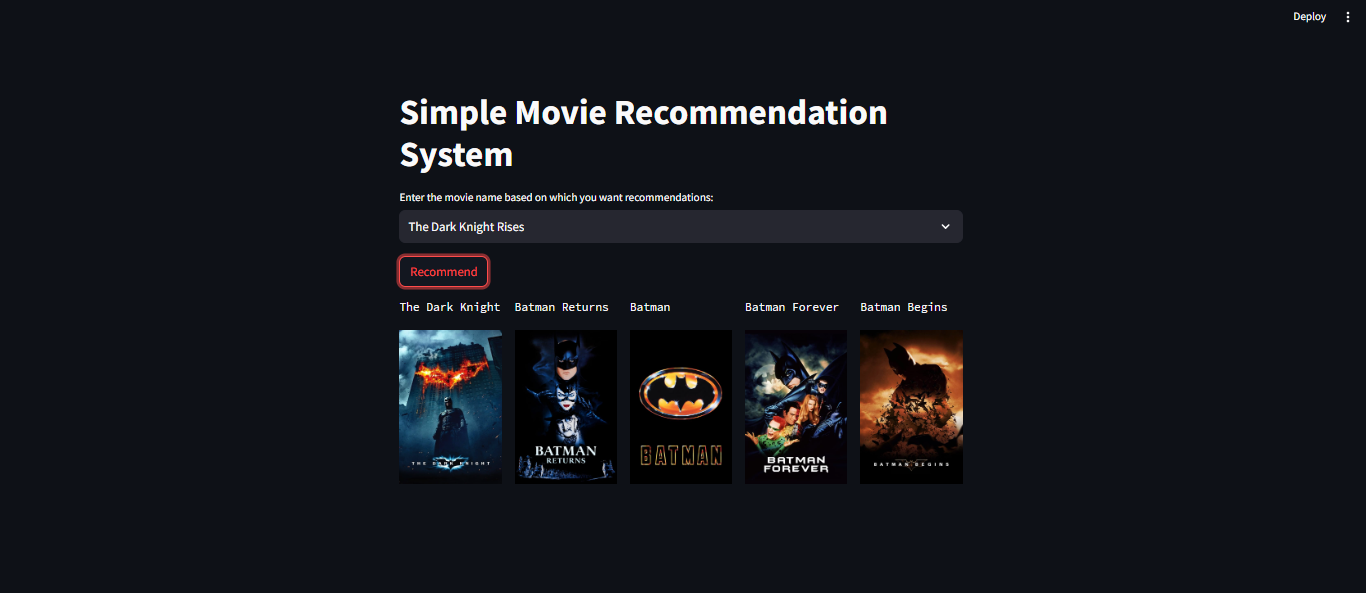 Deploy
Simple Movie Recommendation
System
Enter the movie name based on which you want recommendations:
The Dark Knight Rises
Recommend
The Dark Knight
Batman Returns
Batman
Batman Forever
Batman Begins
THE DARK KNIGHT
BATMAN
RETURNS
BATMAN
BATMAN
FOREVER
BATMAN BEGINS